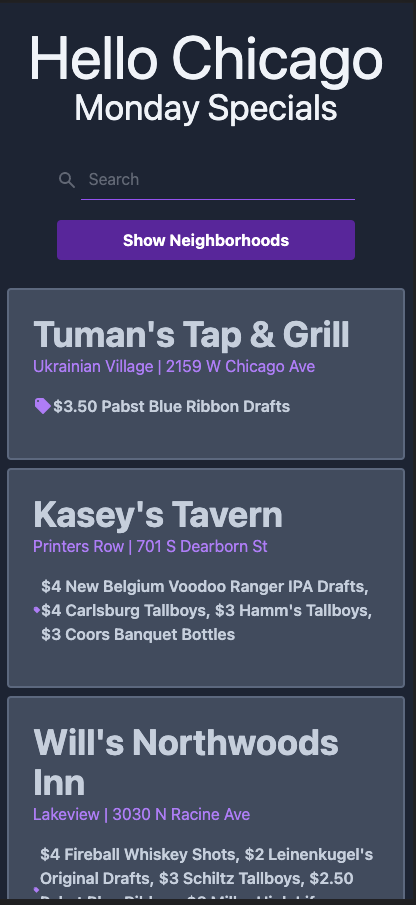 Hello Chicago
Monday Specials
Search
Show Neighborhoods
Tuman's Tap & Grill
Ukrainian Village | 2159 W Chicago Ave
$3.50 Pabst Blue Ribbon Drafts
Kasey's Tavern
Printers Row | 701 S Dearborn St
$4 New Belgium Voodoo Ranger IPA Drafts,
$4 Carlsburg Tallboys, $3 Hamm's Tallboys,
$3 Coors Banquet Bottles
Will's Northwoods
Inn
Lakeview | 3030 N Racine Ave
$4 Fireball Whiskey Shots, $2 Leinenkugel's
Original Drafts, $3 Schiltz Tallboys, $2.50